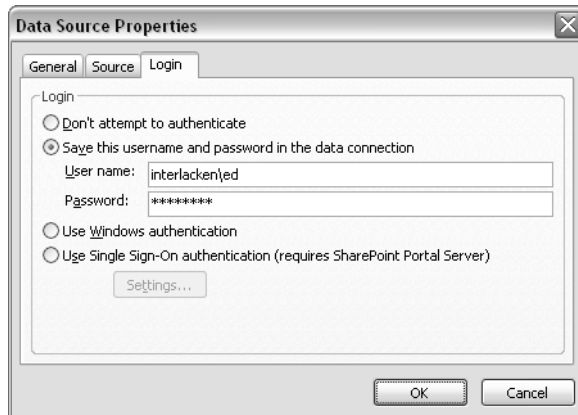 Data Source Properties
General Source Login
Login
Don't attempt to authenticate
Save this username and password in the data connection
User name: interlacken\ed
Password: ********
Use Windows authentication
Use Single Sign-On authentication (requires SharePoint Portal Server)
Settings...
OK Cancel